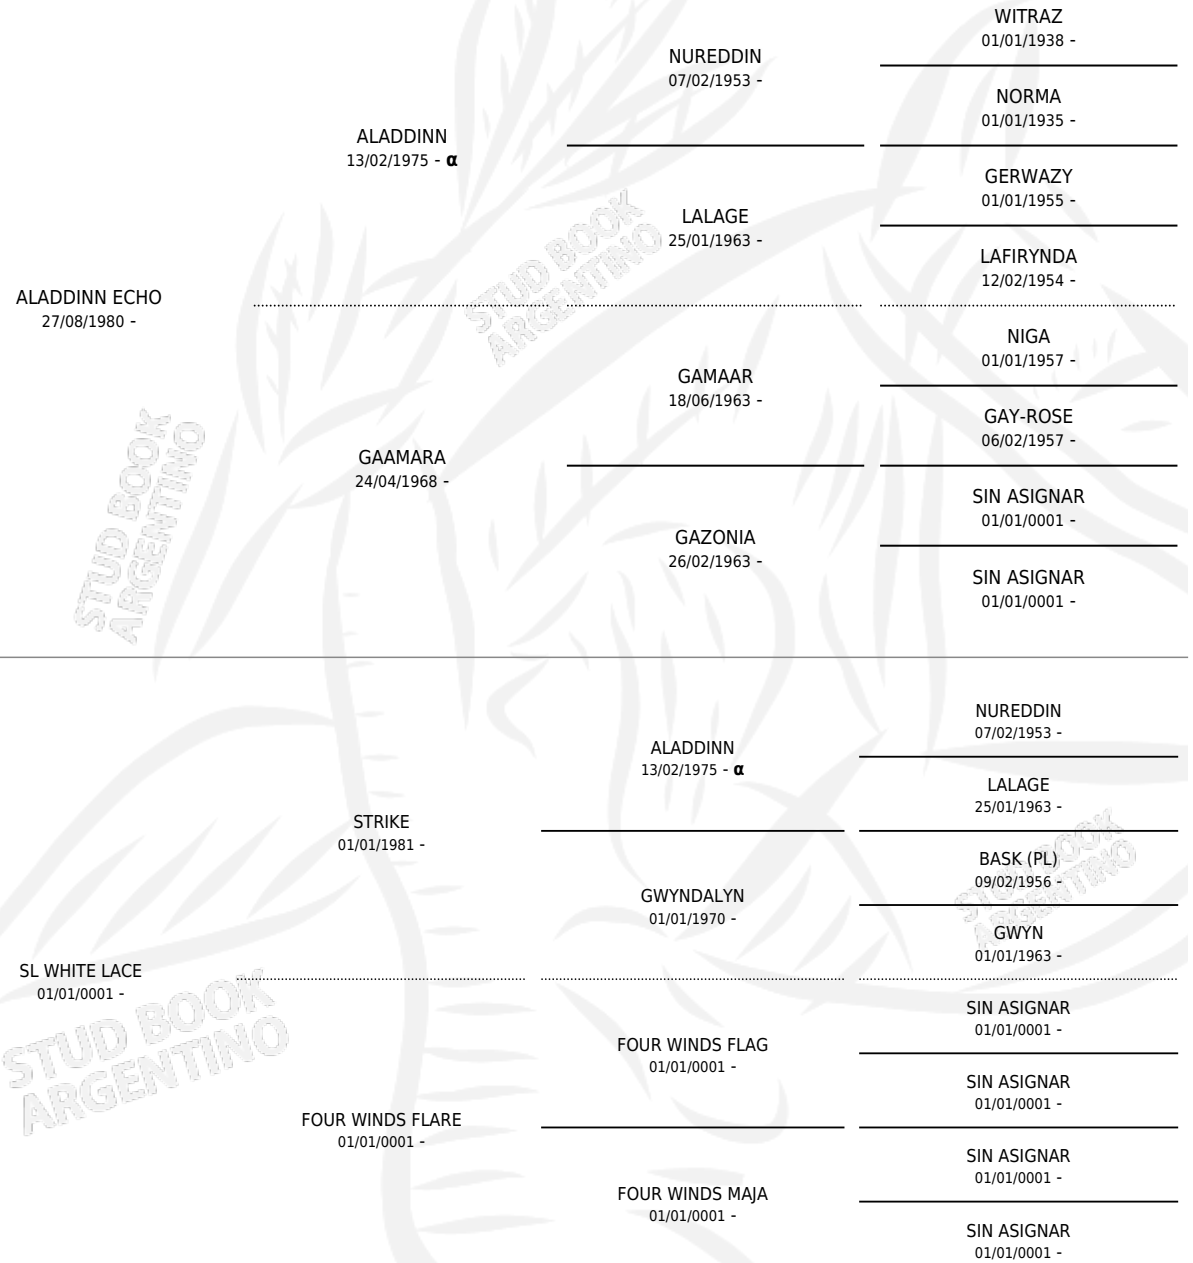 WITRAZ
01/01/1938 -
NUREDDIN
07/02/1953 -
NORMA
01/01/1935 -
ALADDINN
13/02/1975 - α
GERWAZY
01/01/1955 -
LALAGE
25/01/1963 -
LAFIRYNDA
12/02/1954 -
ALADDINN ECHO
27/08/1980 -
NIGA
01/01/1957 -
GAMAAR
18/06/1963 -
GAY-ROSE
06/02/1957 -
GAAMARA
24/04/1968 -
SIN ASIGNAR
01/01/0001 -
GAZONIA
26/02/1963 -
SIN ASIGNAR
01/01/0001 -
STUD BOOK
ARGENTINO
STUD BOOK
ARGENTINO
NUREDDIN
07/02/1953 -
ALADDINN
13/02/1975 - α
LALAGE
25/01/1963 -
STRIKE
01/01/1981 -
BASK (PL)
09/02/1956 -
GWYNDALYN
01/01/1970 -
GWYN
01/01/1963 -
SL WHITE LACE
01/01/0001 -
SIN ASIGNAR
01/01/0001 -
FOUR WINDS FLAG
01/01/0001 -
SIN ASIGNAR
01/01/0001 -
FOUR WINDS FLARE
01/01/0001 -
SIN ASIGNAR
01/01/0001 -
FOUR WINDS MAJA
01/01/0001 -
SIN ASIGNAR
01/01/0001 -
STUD BOOK
ARGENTINO
STUD BOOK
ARGENTINO